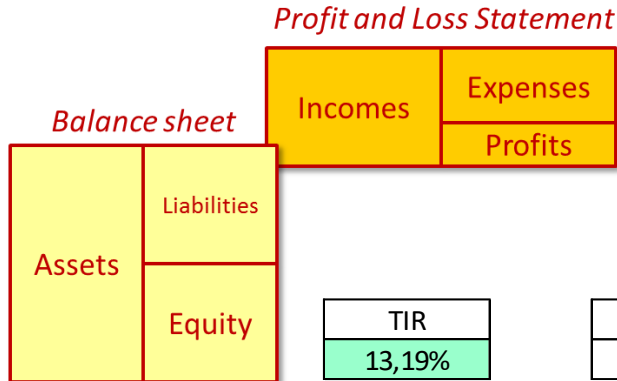 Profit and Loss Statement
Incomes
Expenses
Profits
Balance sheet
Assets
Liabilities
Equity
TIR
13,19%